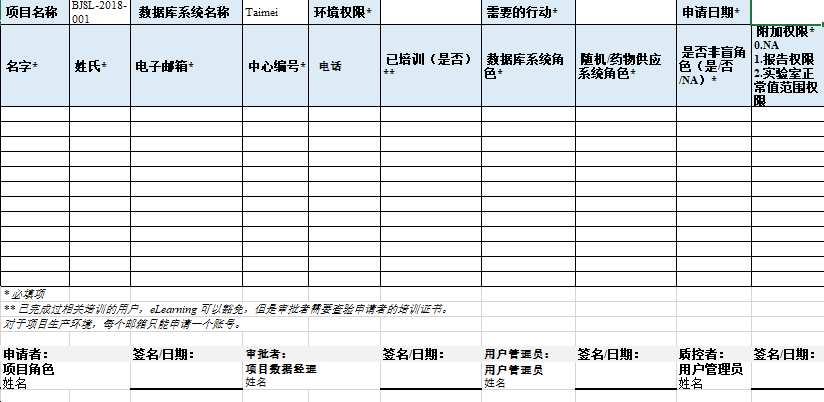 项目名称 BJSL-2018-001 数据库系统名称 Taimei 环境权限* 需要的行动* 申请日期*
名字* 姓氏* 电子邮箱* 中心编号* 电话 已培训（是否）** 数据库系统角色* 随机/药物供应系统角色* 是否非盲角色（是/否/NA）* 附加权限*
0.NA
1.报告权限
2.实验室正常值范围权限
* 必填项
** 已完成过相关培训的用户，eLearning 可以豁免，但是审批者需要查验申请者的培训证书。
对于项目生产环境，每个邮箱只能申请一个账号。
申请者： 签名/日期： 审批者： 签名/日期： 用户管理员： 签名/日期： 质控者： 签名/日期：
项目角色 项目数据经理 用户管理员 用户管理员
姓名 姓名 姓名 姓名